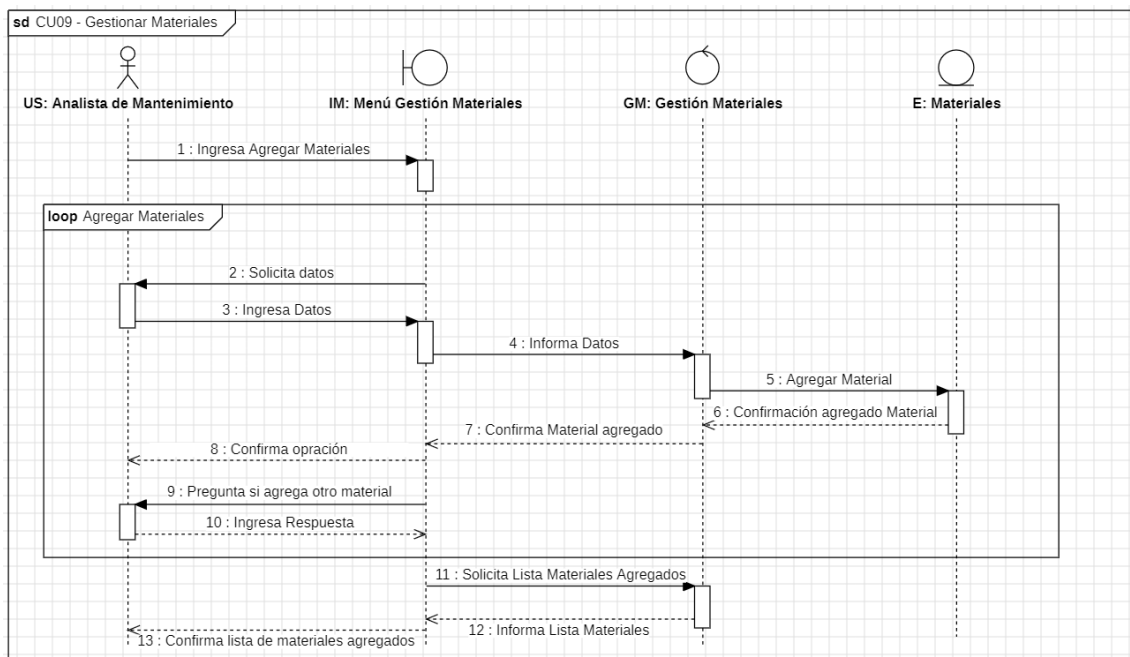 sd CU09 - Gestionar Materiales
US: Analista de Mantenimiento
IM: Menú Gestión Materiales
GM: Gestión Materiales
E: Materiales
1 : Ingresa Agregar Materiales
loop Agregar Materiales
2 : Solicita datos
3 : Ingresa Datos
4 : Informa Datos
5 : Agregar Material
6 : Confirmación agregado Material
7 : Confirma Material agregado
8 : Confirma opración
9 : Pregunta si agrega otro material
10 : Ingresa Respuesta
11 : Solicita Lista Materiales Agregados
12 : Informa Lista Materiales
13 : Confirma lista de materiales agregados